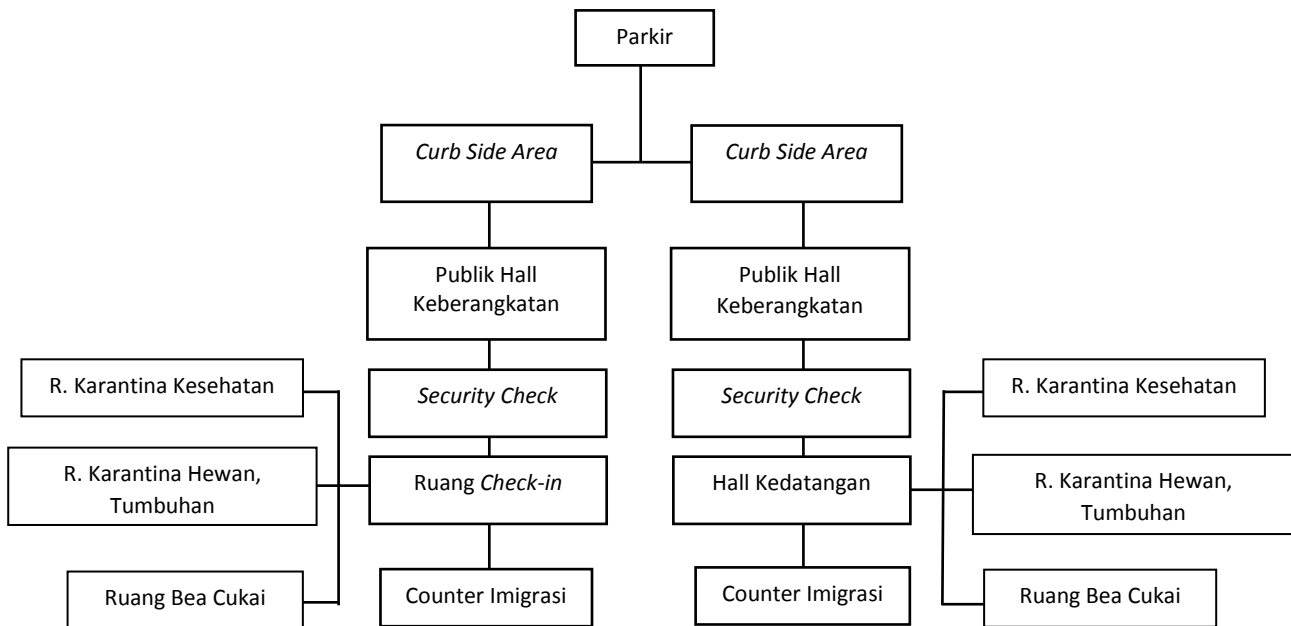 Parkir
Curb Side Area
Curb Side Area
Publik Hall
Keberangkatan
Publik Hall
Keberangkatan
R. Karantina Kesehatan
Security Check
Security Check
R. Karantina Kesehatan
R. Karantina Hewan,
Tumbuhan
Ruang Check-in
Hall Kedatangan
R. Karantina Hewan,
Tumbuhan
Ruang Bea Cukai
Counter Imigrasi
Counter Imigrasi
Ruang Bea Cukai